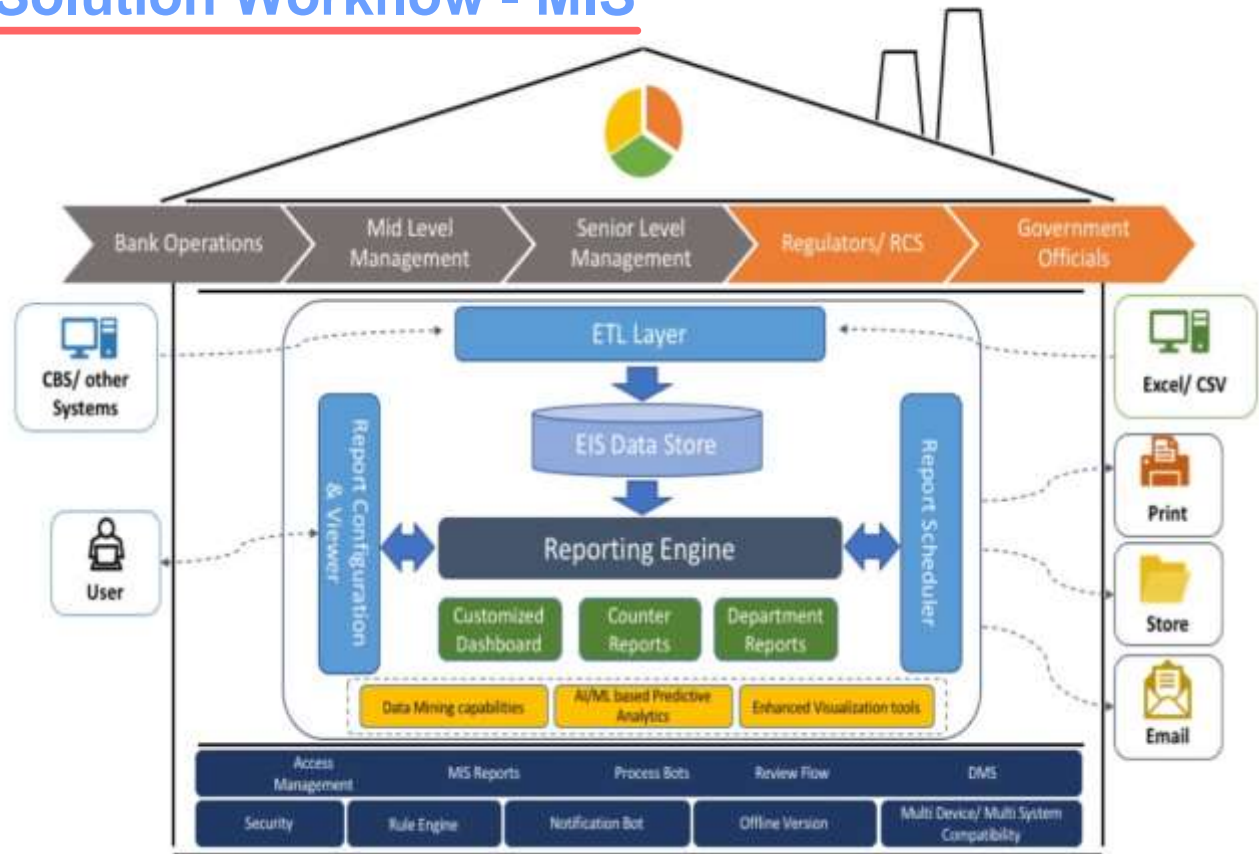 Solution Workflow - MIS
Bank Operations
Mid Level
Management
Senior Level
Management
Regulators/ RCS
Government
Officials
CBS/ other
Systems
ETL Layer
Excel/ CSV
EIS Data Store
Report Configuration
& Viewer
Report Scheduler
Reporting Engine
User
Print
Store
Email
Customized
Dashboard
Counter
Reports
Department
Reports
Data Mining capabilities
AI/ML based Predictive
Analytics
Enhanced Visualization tools
Access
Management
MIS Reports
Process Bots
Review Flow
DMS
Security
Rule Engine
Notification Bot
Offline Version
Multi Device/ Multi System
Compatibility